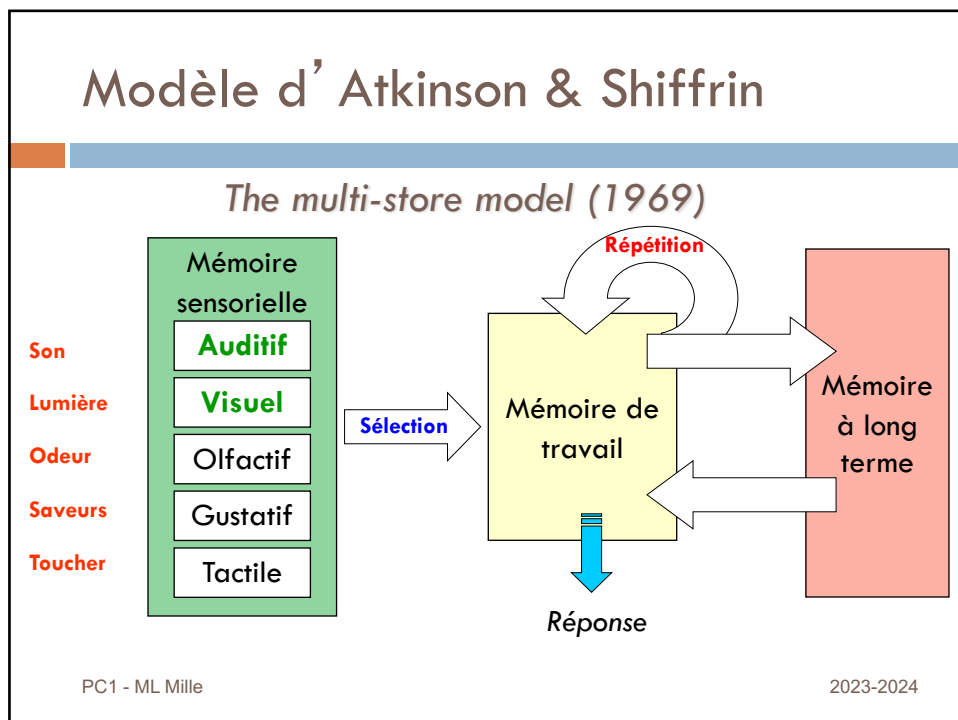 Modèle d’ Atkinson & Shiffrin
The multi-store model (1969)
Son
Lumière
Odeur
Saveurs
Toucher
Mémoire
sensorielle
Auditif
Visuel
Olfactif
Gustatif
Tactile
Sélection
Répétition
Mémoire de
travail
Réponse
Mémoire
à long
terme
PC1 - ML Mille
2023-2024